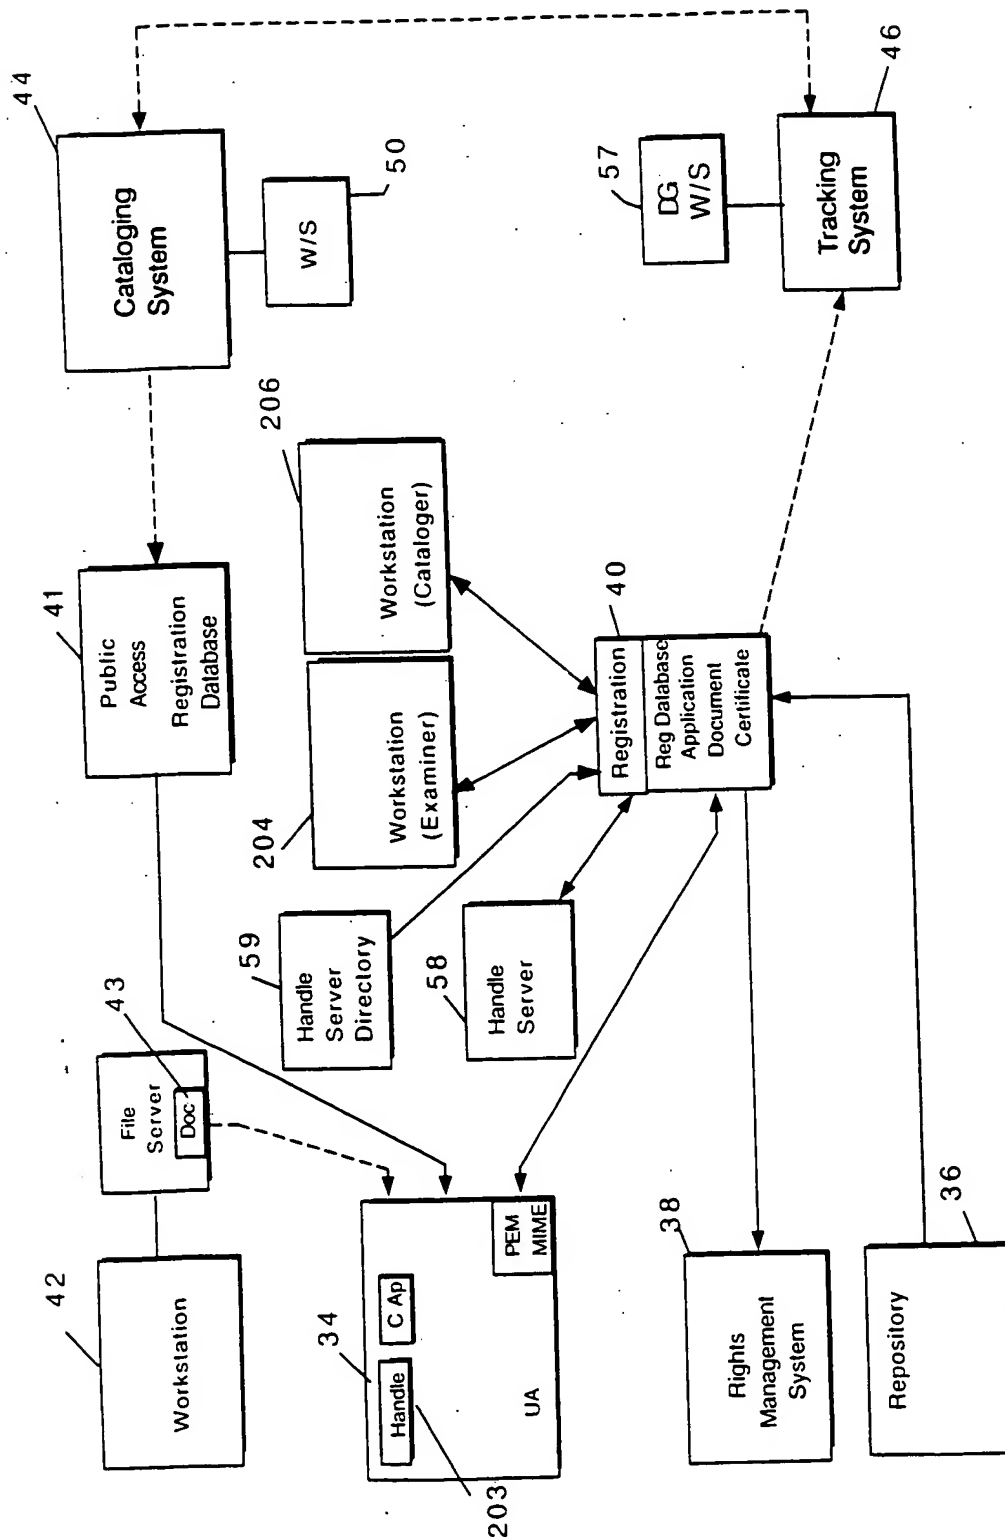 44
Cataloging
System
50
W/S
57
DG
W/S
46
Tracking
System
206
Workstation
(Cataloger)
41
Public
Access
Registration
Database
204
Workstation
(Examiner)
40
Registration
Reg Database
Application
Document
Certificate
59
Handle
Server
Directory
58
Handle
Server
43
File
Server
Doc
42
Workstation
34
Handle
C Ap
PEM
MIME
UA
203
38
Rights
Management
System
36
Repository